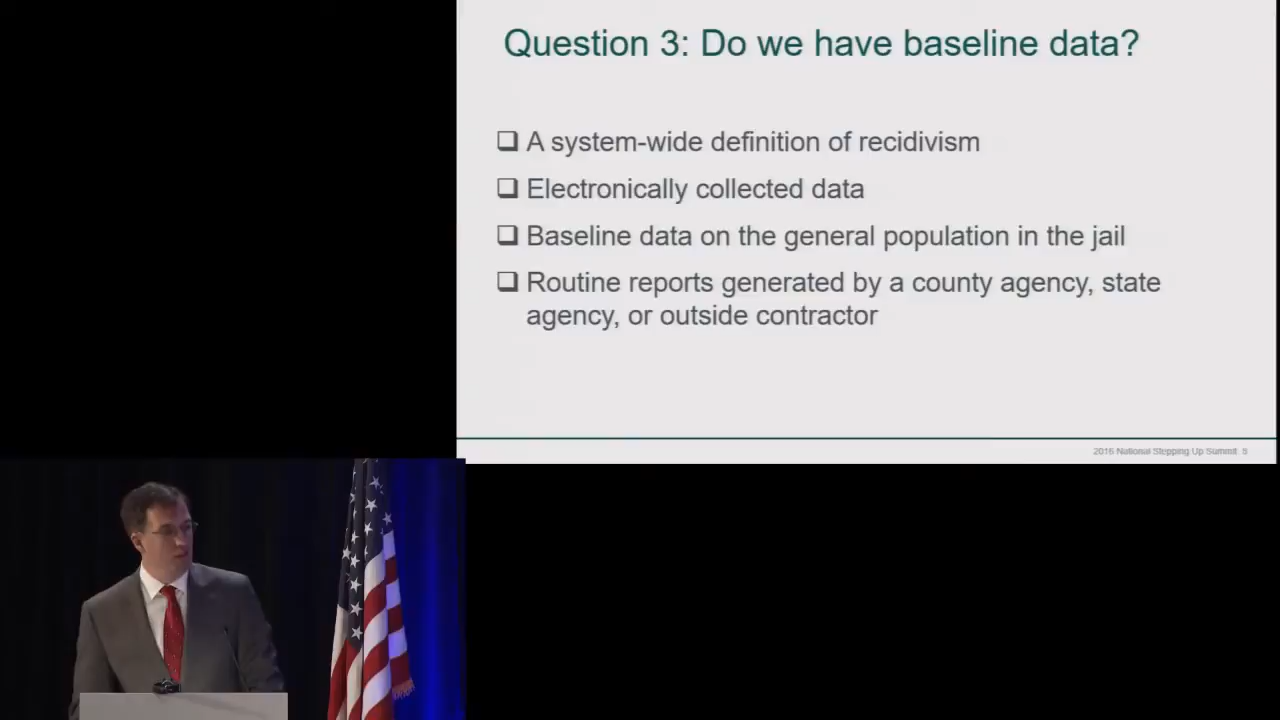 Question 3: Do we have baseline data?
❑ A system-wide definition of recidivism
❑ Electronically collected data
❑ Baseline data on the general population in the jail
❑ Routine reports generated by a county agency, state
agency, or outside contractor
2016 National Stepping Up Summit